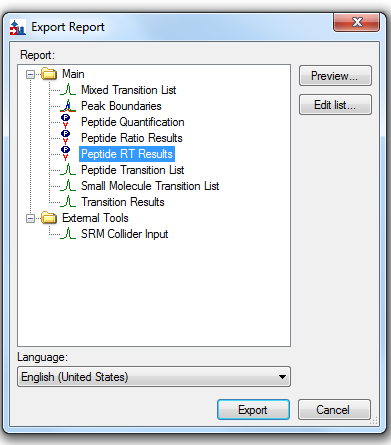 Export Report
Report:
Main
Mixed Transition List
Peak Boundaries
Peptide Quantification
Peptide Ratio Results
Peptide RT Results
Peptide Transition List
Small Molecule Transition List
Transition Results
External Tools
SRM Collider Input
Preview...
Edit list...
Language:
English (United States)
Export
Cancel